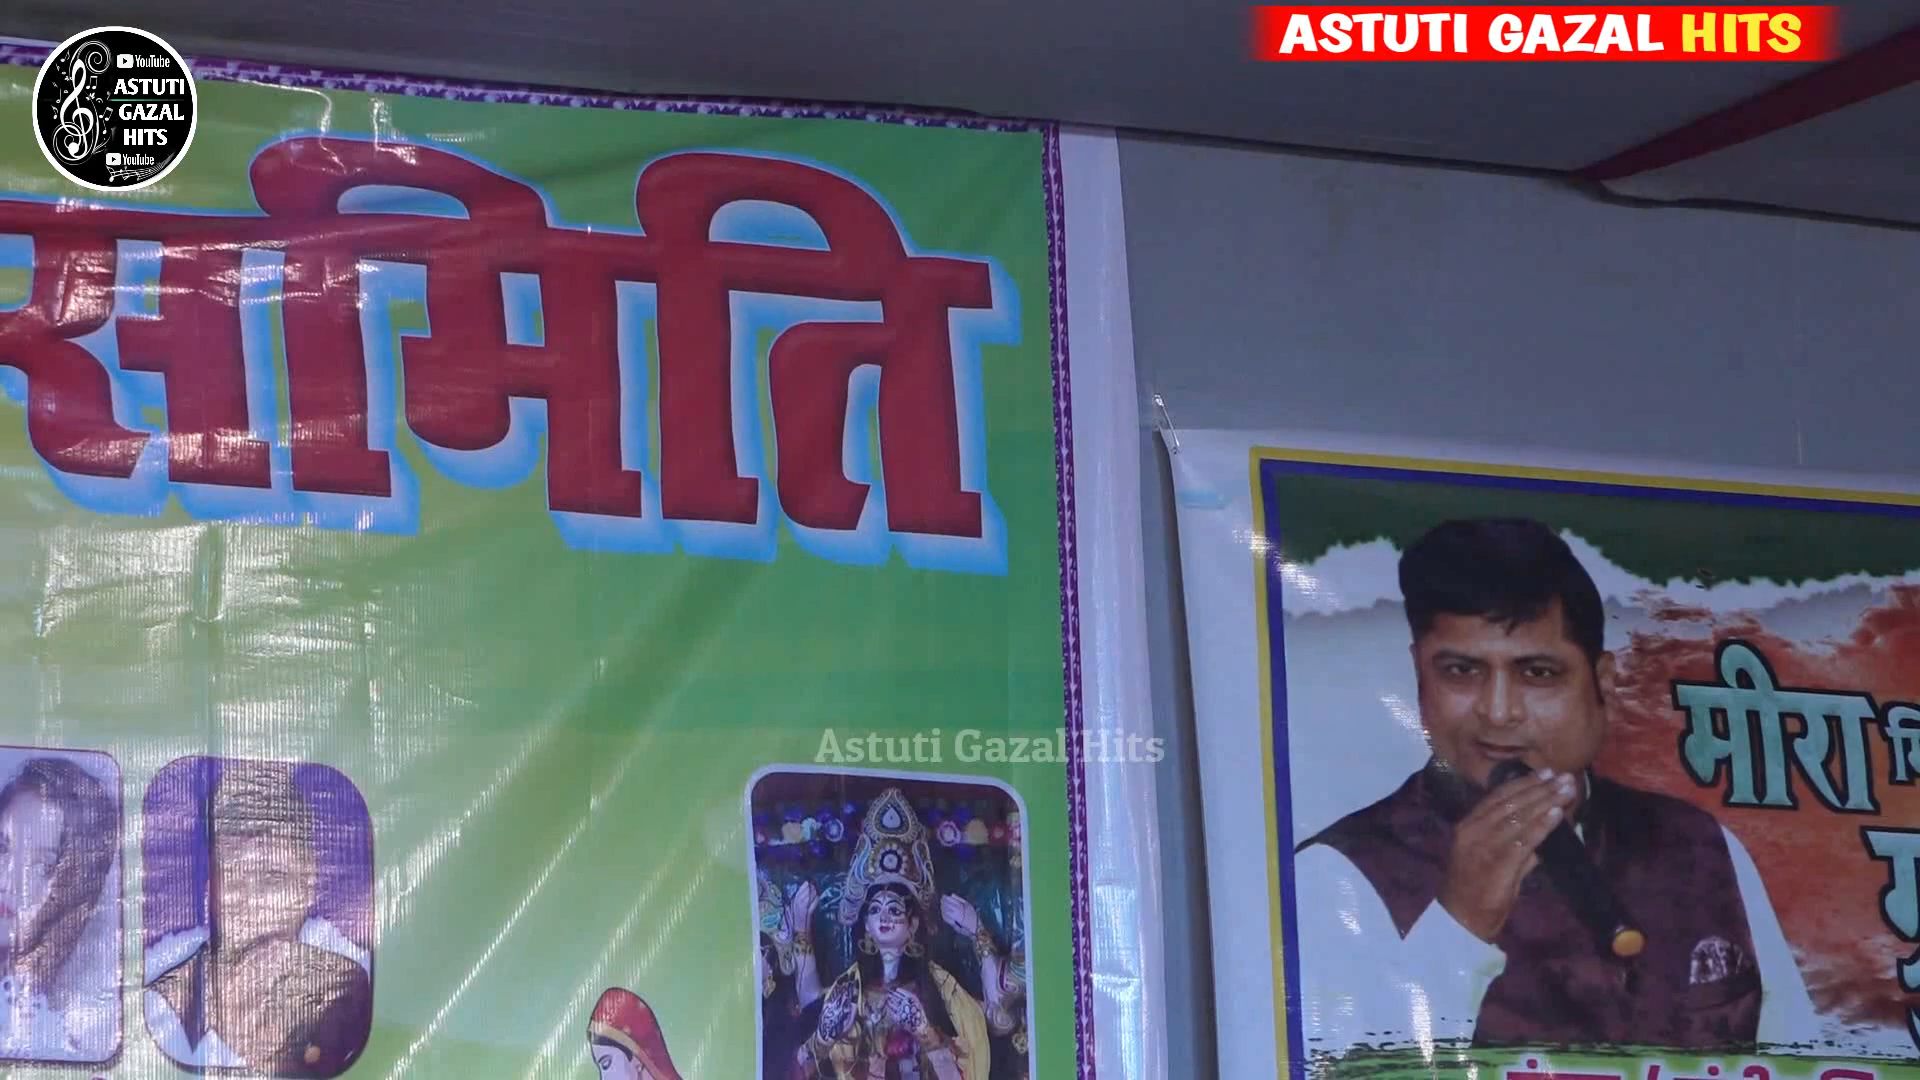 YouTube
ASTUTI
GAZAL
HITS
YouTube
ASTUTI GAZAL HITS
समिति
Astuti Gazal Hits
मीरा